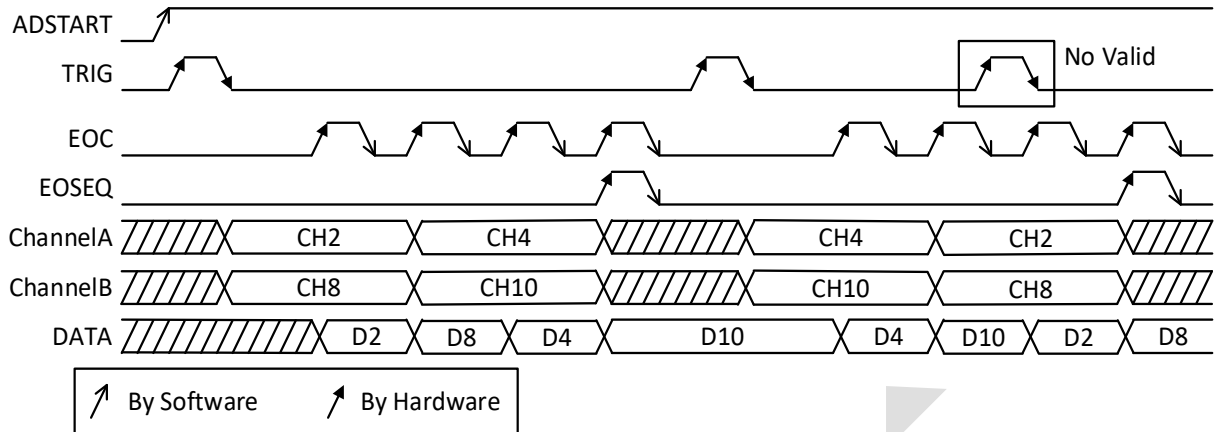 ADSTART
TRIG No Valid
EOC
EOSEQ
ChannelA CH2 CH4 CH4 CH2
ChannelB CH8 CH10 CH10 CH8
DATA D2 D8 D4 D10 D4 D10 D2 D8
By Software By Hardware